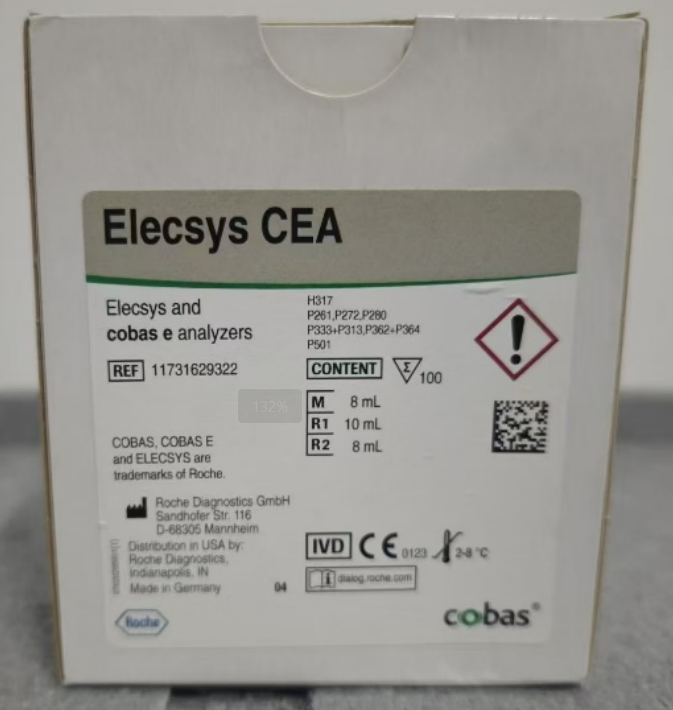 Elecsys CEA
Elecsys and
cobas e analyzers
REF 11731629322
H317
P261,P272,P280
P333+P313,P362+P364
P501
CONTENT Σ 100
132%
M 8 mL
R1 10 mL
R2 8 mL
COBAS, COBAS E
and ELECSYS are
trademarks of Roche.
Roche Diagnostics GmbH
Sandhofer Str. 116
D-68305 Mannheim
Distribution in USA by:
Roche Diagnostics,
Indianapolis, IN
Made in Germany 04
IVD CE 0123 2-8 °C
i dialog.roche.com
Roche
cobas®